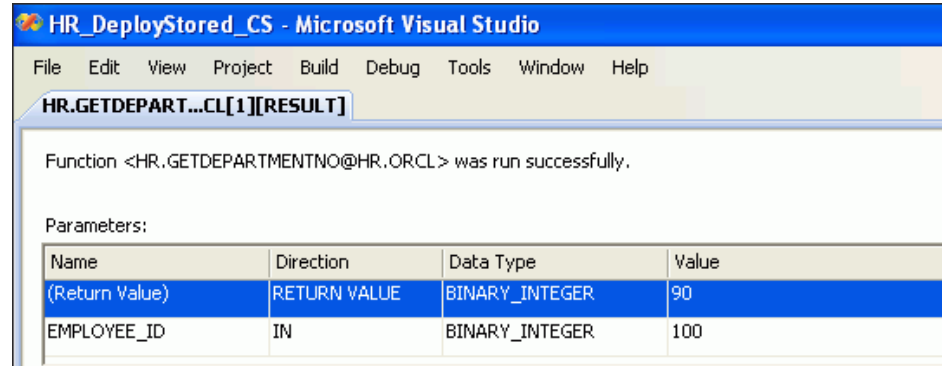 HR_DeployStored_CS - Microsoft Visual Studio
File Edit View Project Build Debug Tools Window Help
HR.GETDEPART...CL[1][RESULT]
Function <HR.GETDEPARTMENTNO@HR.ORCL> was run successfully.
Parameters:
Name Direction Data Type Value
(Return Value) RETURN VALUE BINARY_INTEGER 90
EMPLOYEE_ID IN BINARY_INTEGER 100